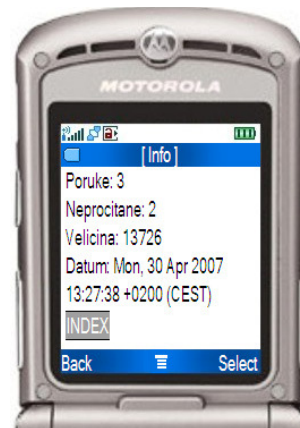 MOTOROLA
[ Info ]
Poruke: 3
Neprocitane: 2
Velicina: 13726
Datum: Mon, 30 Apr 2007
13:27:38 +0200 (CEST)
INDEX
Back Select